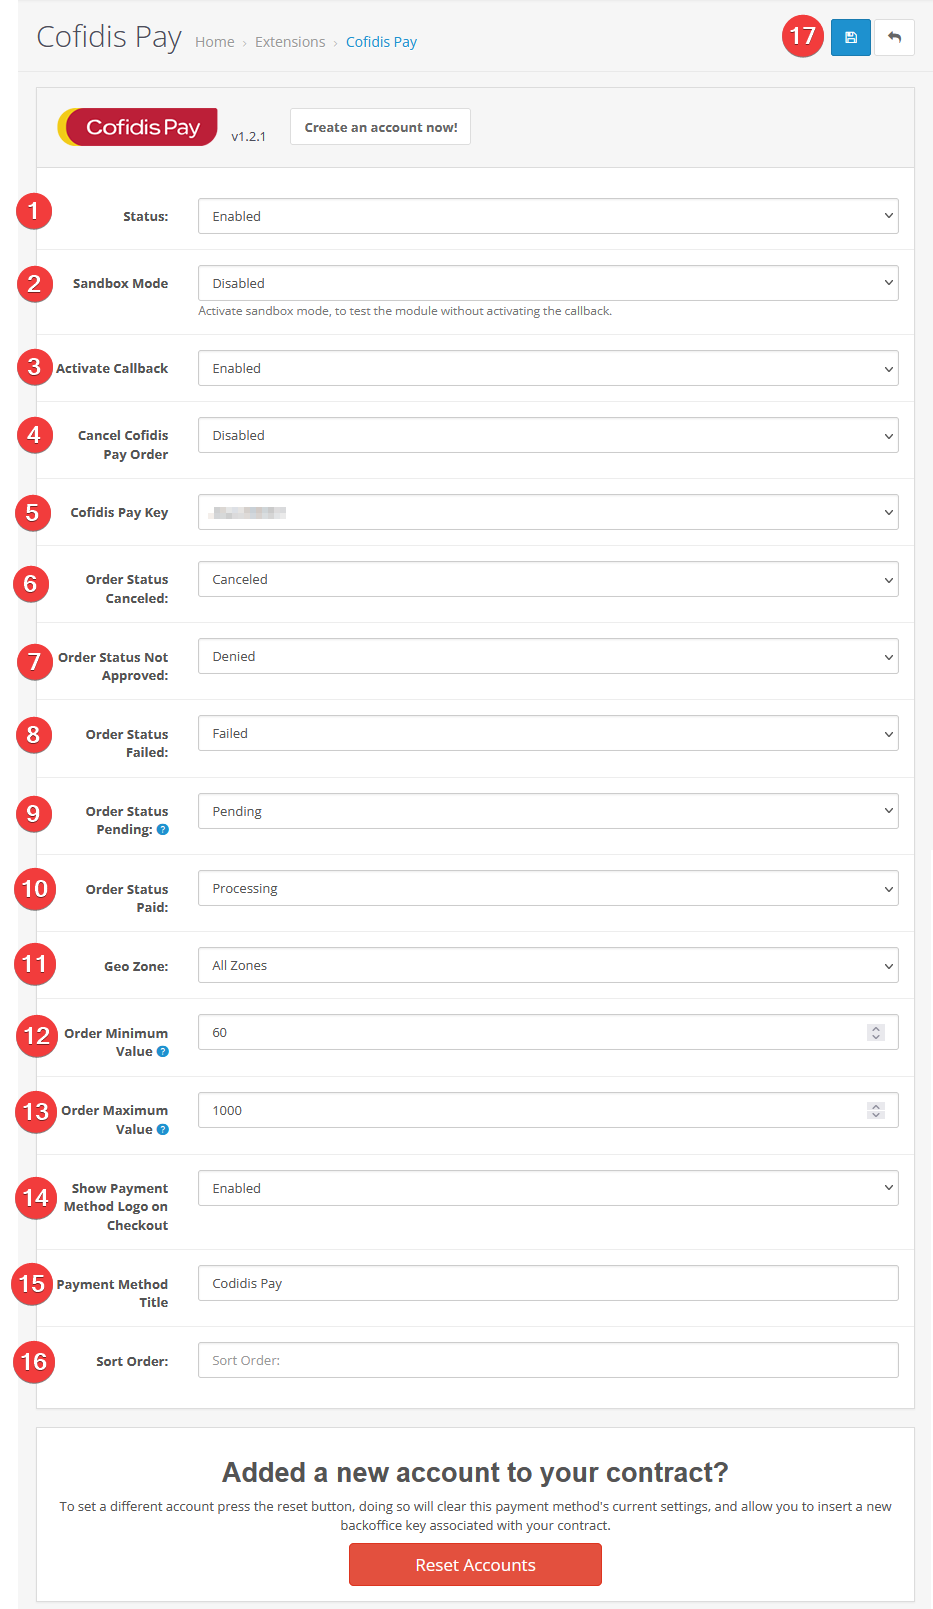 Cofidis Pay Home › Extensions › Cofidis Pay 17
Cofidis Pay v1.2.1 Create an account now!
1 Status: Enabled
2 Sandbox Mode Disabled
Activate sandbox mode, to test the module without activating the callback.
3 Activate Callback Enabled
4 Cancel Cofidis Disabled
Pay Order
5 Cofidis Pay Key
6 Order Status Canceled
Canceled:
7 Order Status Not Denied
Approved:
8 Order Status Failed
Failed:
9 Order Status Pending
Pending: ?
10 Order Status Processing
Paid:
11 Geo Zone: All Zones
12 Order Minimum 60
Value ?
13 Order Maximum 1000
Value ?
14 Show Payment Enabled
Method Logo on
Checkout
15 Payment Method Codidis Pay
Title
16 Sort Order: Sort Order:
Added a new account to your contract?
To set a different account press the reset button, doing so will clear this payment method's current settings, and allow you to insert a new
backoffice key associated with your contract.
Reset Accounts